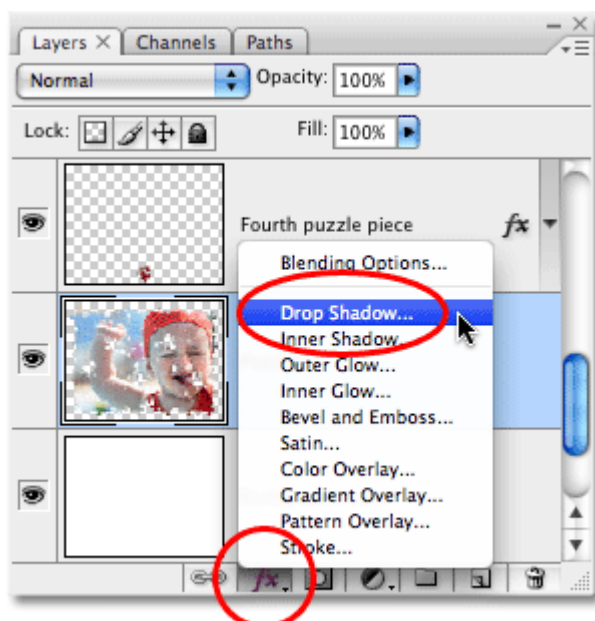 Layers × Channels Paths
Normal Opacity: 100%
Lock: Fill: 100%
Fourth puzzle piece fx
Blending Options...
Drop Shadow...
Inner Shadow...
Outer Glow...
Inner Glow...
Bevel and Emboss...
Satin...
Color Overlay...
Gradient Overlay...
Pattern Overlay...
Stroke...
fx